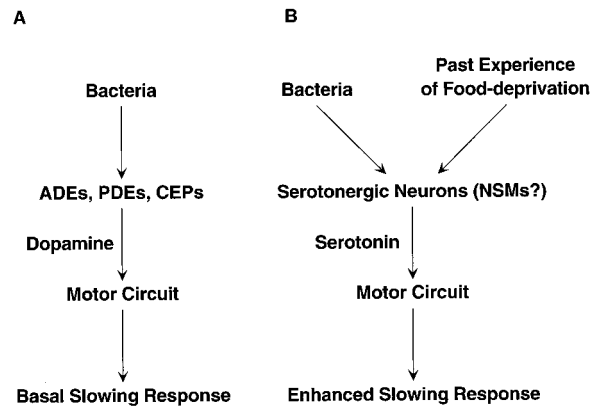 A
Bacteria
ADEs, PDEs, CEPs
Dopamine
Motor Circuit
Basal Slowing Response
B
Bacteria
Past Experience
of Food-deprivation
Serotonergic Neurons (NSMs?)
Serotonin
Motor Circuit
Enhanced Slowing Response